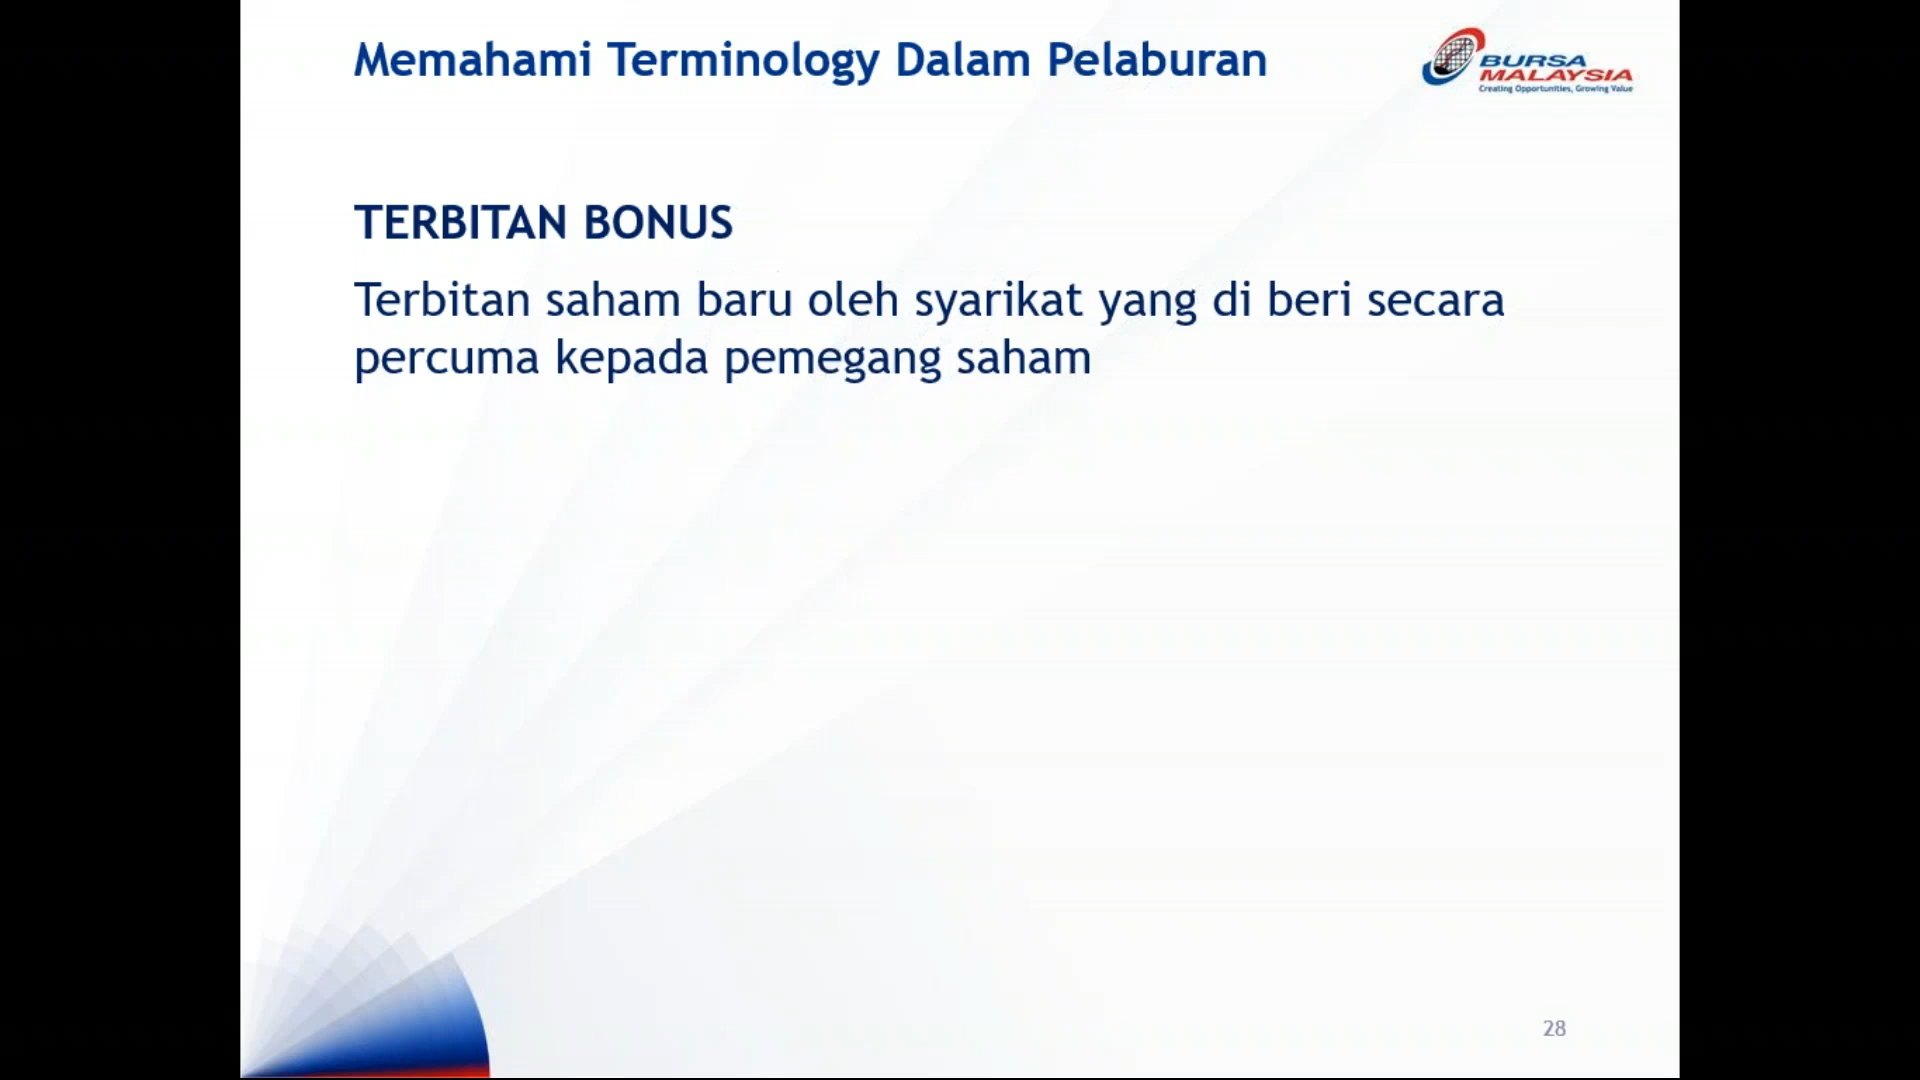 Memahami Terminology Dalam Pelaburan
BURSA
MALAYSIA
Creating Opportunities, Growing Value
TERBITAN BONUS
Terbitan saham baru oleh syarikat yang di beri secara
percuma kepada pemegang saham
28